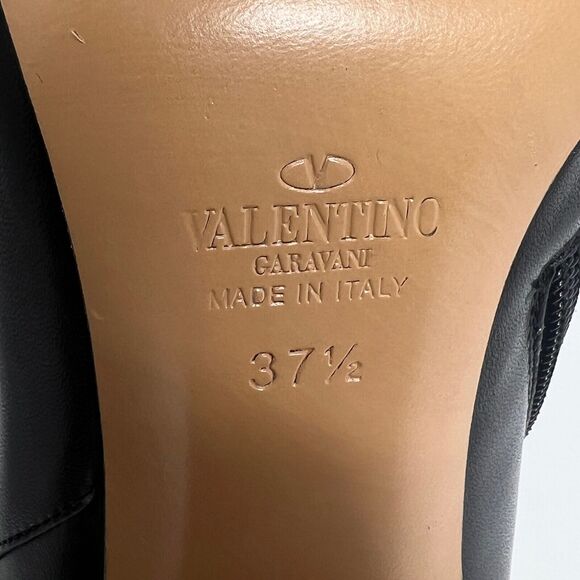 V
VALENTINO
GARAVANI
MADE IN ITALY
37½